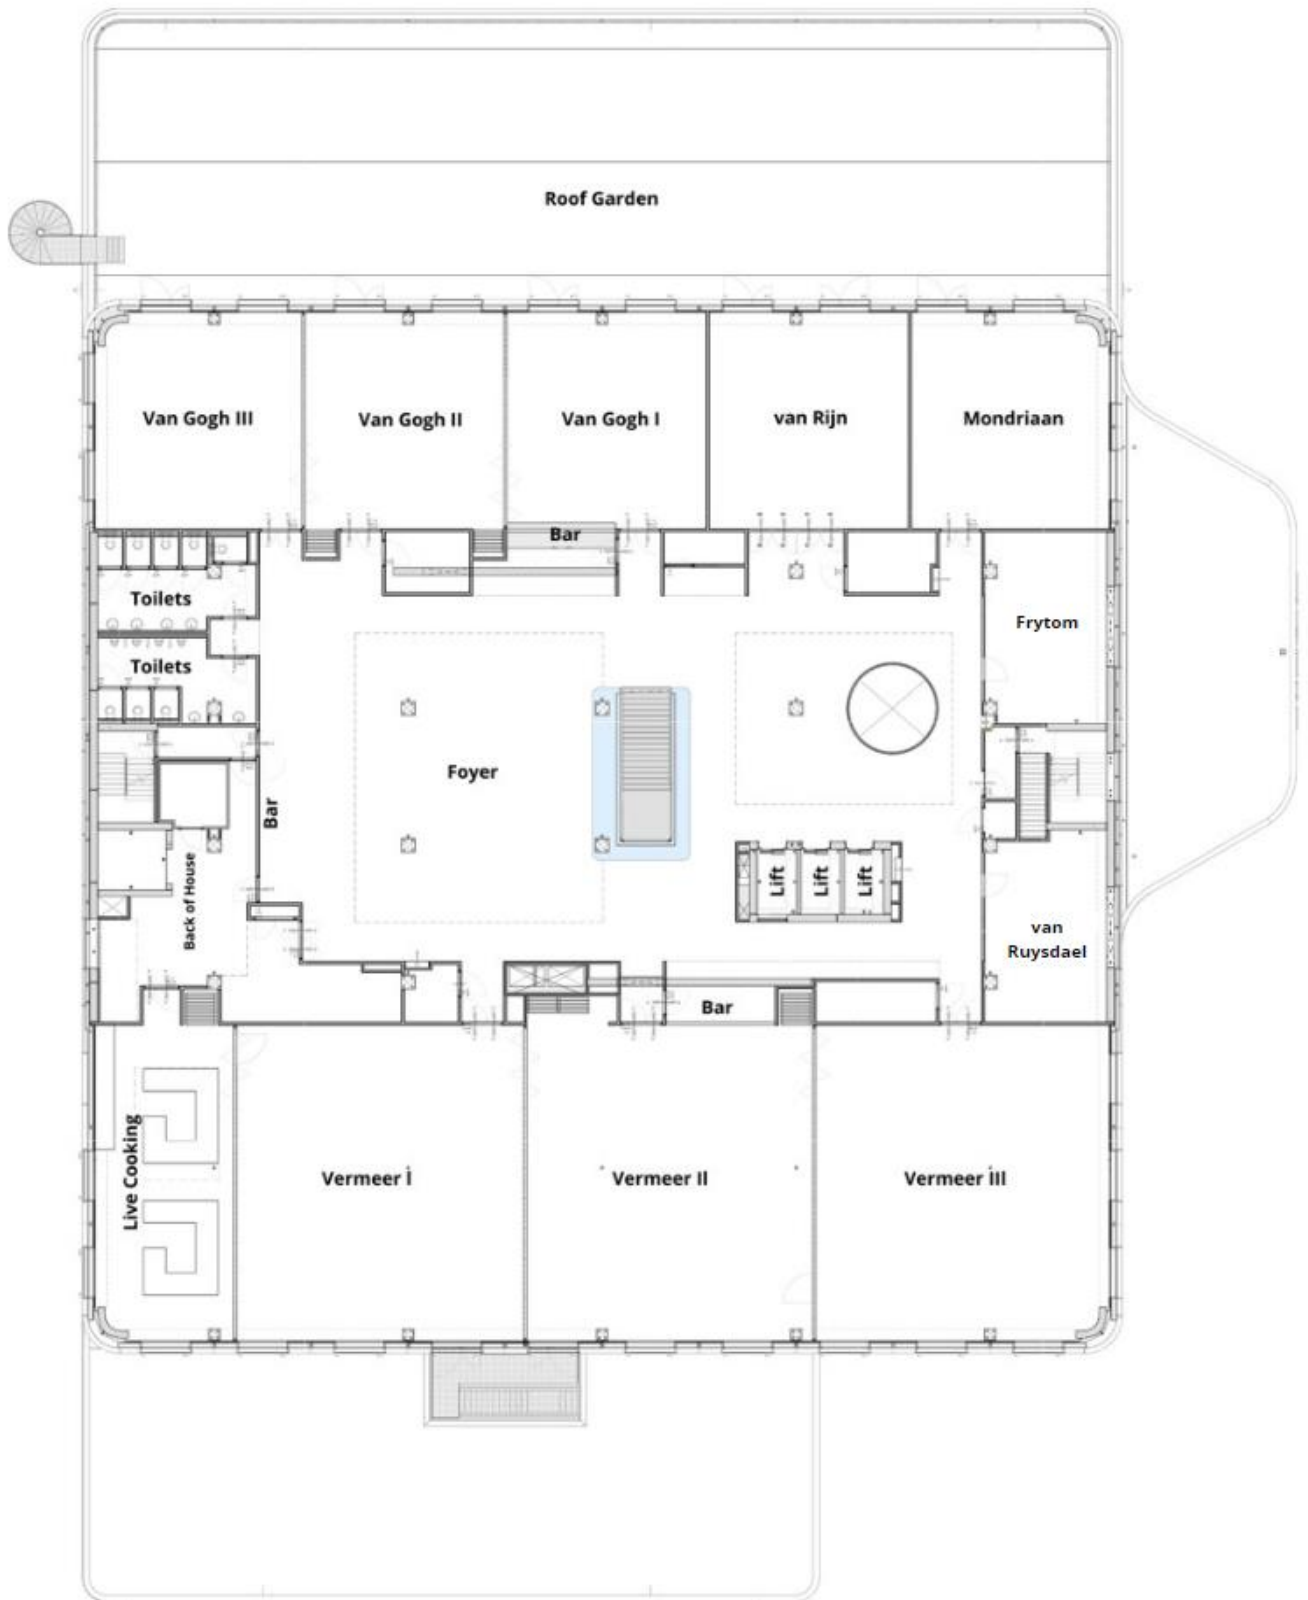 Roof Garden
Van Gogh III
Van Gogh II
Van Gogh I
van Rijn
Mondriaan
Bar
Toilets
Frytom
Toilets
Foyer
Bar
Back of House
Lift
Lift
Lift
van
Ruysdael
Bar
Live Cooking
Vermeer I
Vermeer II
Vermeer III